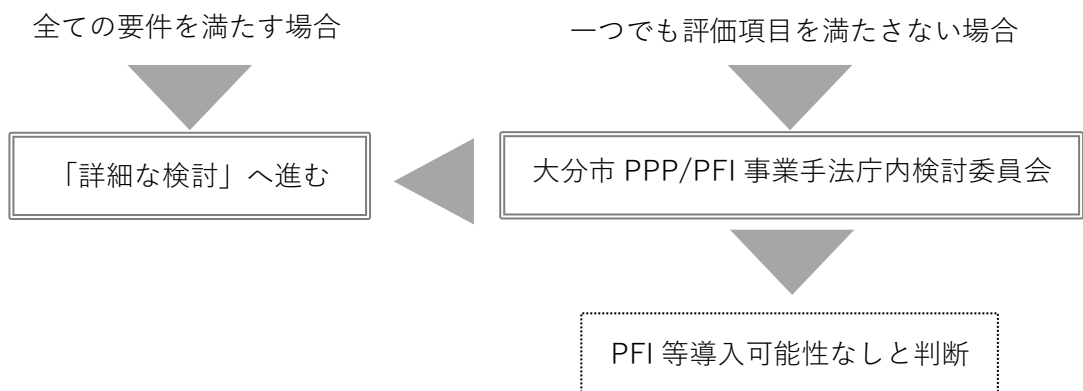 全ての要件を満たす場合
一つでも評価項目を満たさない場合
「詳細な検討」へ進む
大分市 PPP/PFI 事業手法庁内検討委員会
PFI 等導入可能性なしと判断